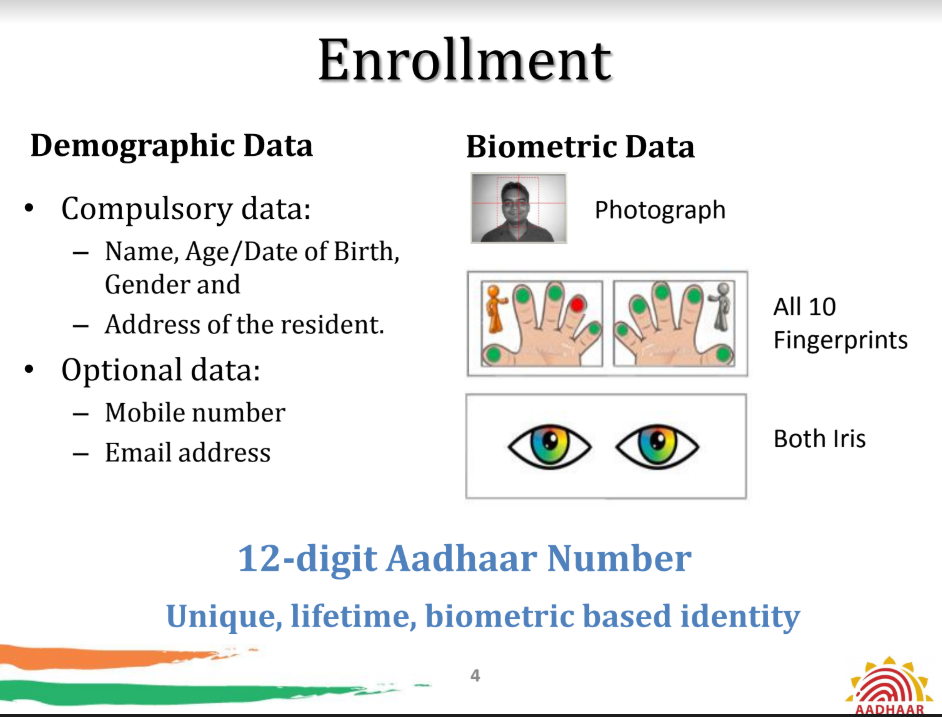 Enrollment
Demographic Data
• Compulsory data:
– Name, Age/Date of Birth,
Gender and
– Address of the resident.
• Optional data:
– Mobile number
– Email address
Biometric Data
Photograph
All 10
Fingerprints
Both Iris
12-digit Aadhaar Number
Unique, lifetime, biometric based identity
4
AADHAAR